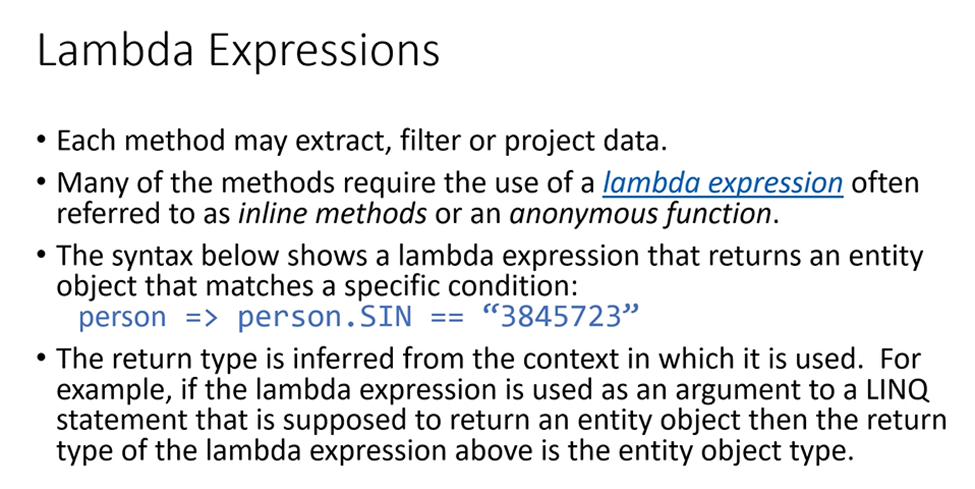 Lambda Expressions
• Each method may extract, filter or project data.
• Many of the methods require the use of a lambda expression often
referred to as inline methods or an anonymous function.
• The syntax below shows a lambda expression that returns an entity
object that matches a specific condition:
person => person.SIN == “3845723”
• The return type is inferred from the context in which it is used.  For
example, if the lambda expression is used as an argument to a LINQ
statement that is supposed to return an entity object then the return
type of the lambda expression above is the entity object type.